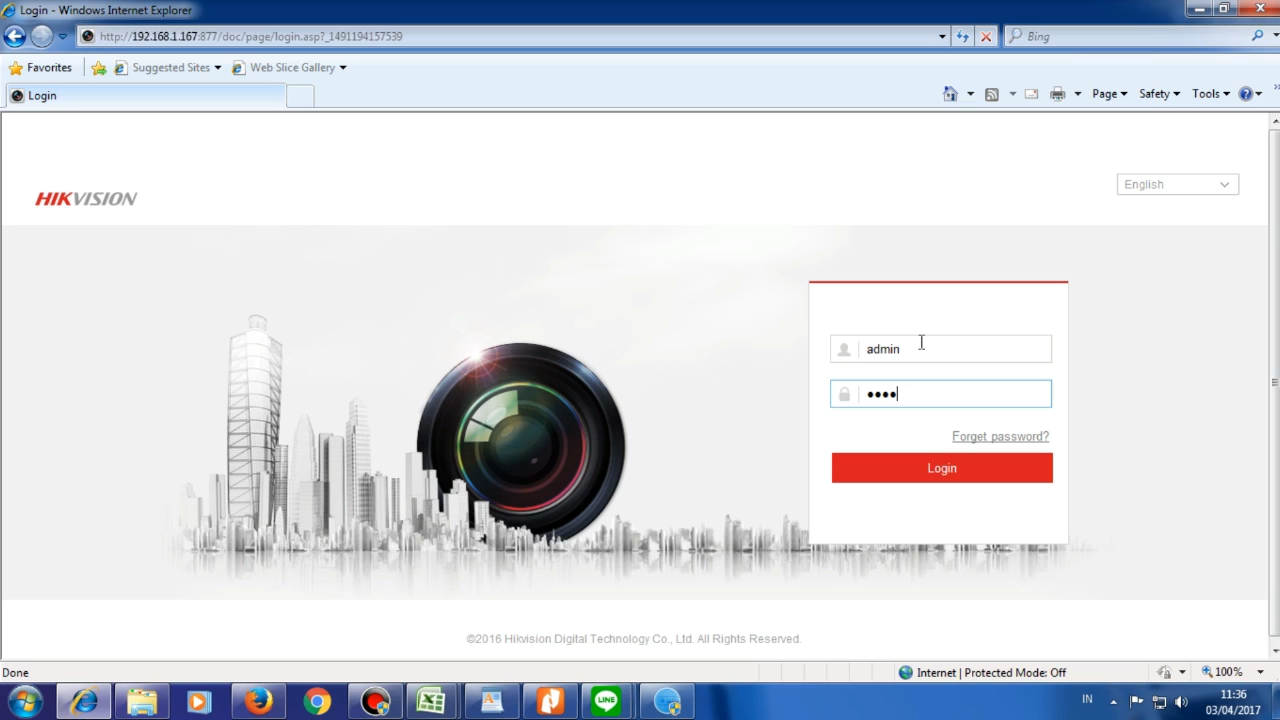 Login - Windows Internet Explorer
http://192.168.1.167:877/doc/page/login.asp?_1491194157539
Bing
Favorites
Suggested Sites
Web Slice Gallery
Login
Page
Safety
Tools
HIKVISION
English
admin
••••
Forget password?
Login
©2016 Hikvision Digital Technology Co., Ltd. All Rights Reserved.
Done
Internet | Protected Mode: Off
100%
LINE
IN
11:36
03/04/2017